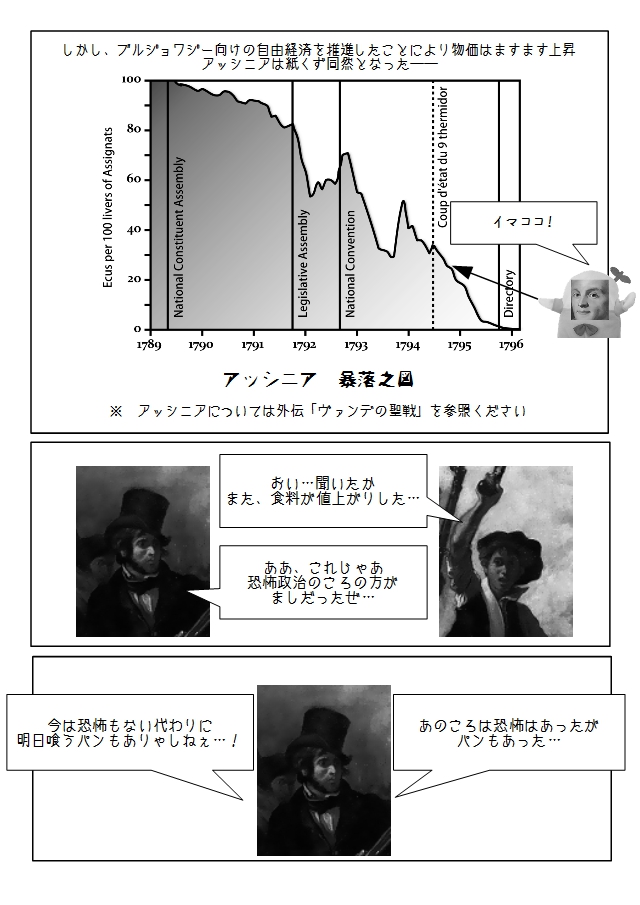 しかし、ブルジョワジー向けの自由経済を推進したことにより物価はますます上昇
アッシニアは紙くず同然となった――
Ecus per 100 livers of Assignats
100
80
60
40
20
0
National Constituent Assembly
Legislative Assembly
National Convention
Coup d'état du 9 thermidor
Directory
1789
1790
1791
1792
1793
1794
1795
1796
イマココ!
アッシニア 暴落之図
※ アッシニアについては外伝「ヴァンデの聖戦」を参照ください
おい…聞いたか
また、食料が値上がりした…
ああ、これじゃあ
恐怖政治のころの方が
ましだったぜ…
あのころは恐怖はあったが
パンもあった…
今は恐怖もない代わりに
明日喰うパンもありゃしねぇ…!